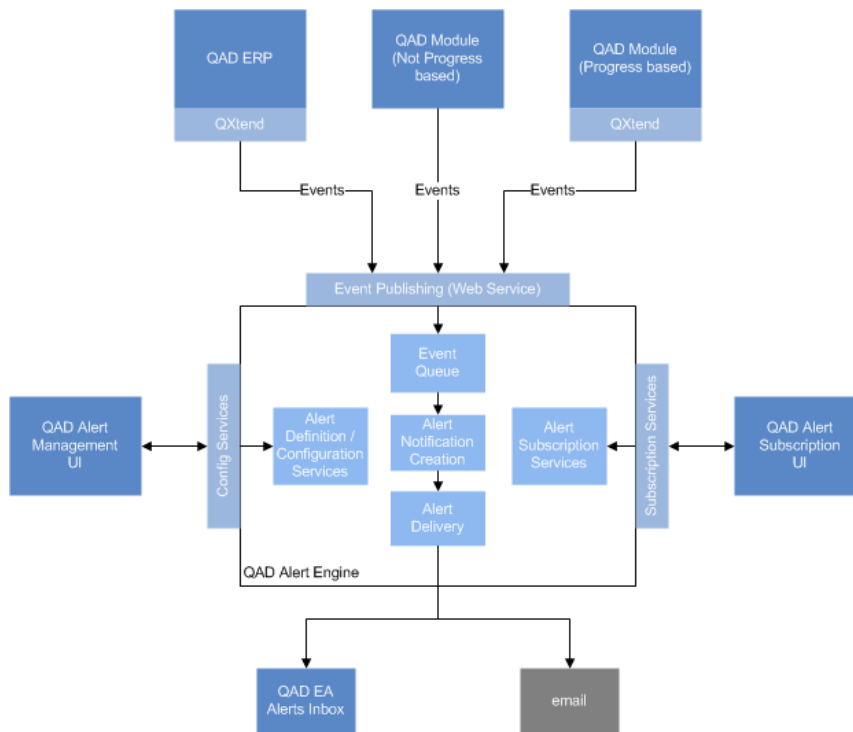 QAD ERP
QXtend
QAD Module
(Not Progress
based)
QAD Module
(Progress based)
QXtend
Events
Events
Events
Event Publishing (Web Service)
Event
Queue
QAD Alert
Management
UI
Config Services
Alert
Definition /
Configuration
Services
Alert
Notification
Creation
Alert
Subscription
Services
Subscription Services
QAD Alert
Subscription
UI
Alert
Delivery
QAD Alert Engine
QAD EA
Alerts Inbox
email